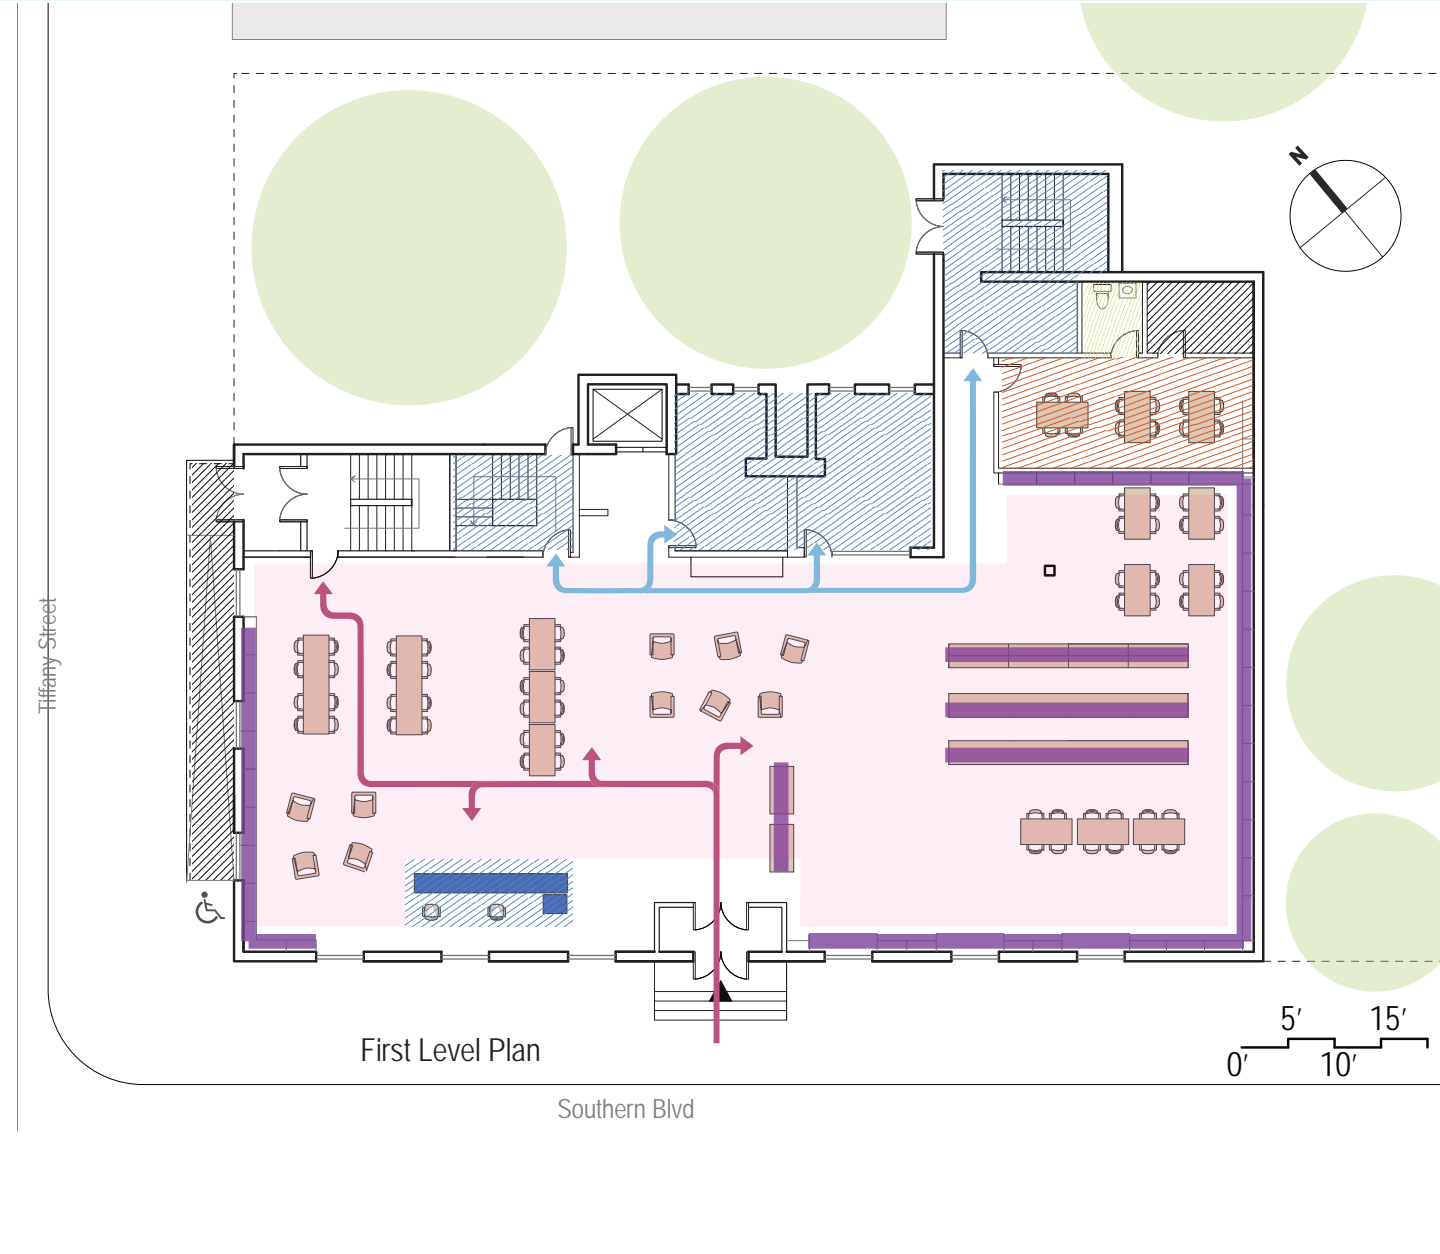 N
Tiffany Street
5′ 15′
0′ 10′
First Level Plan
Southern Blvd